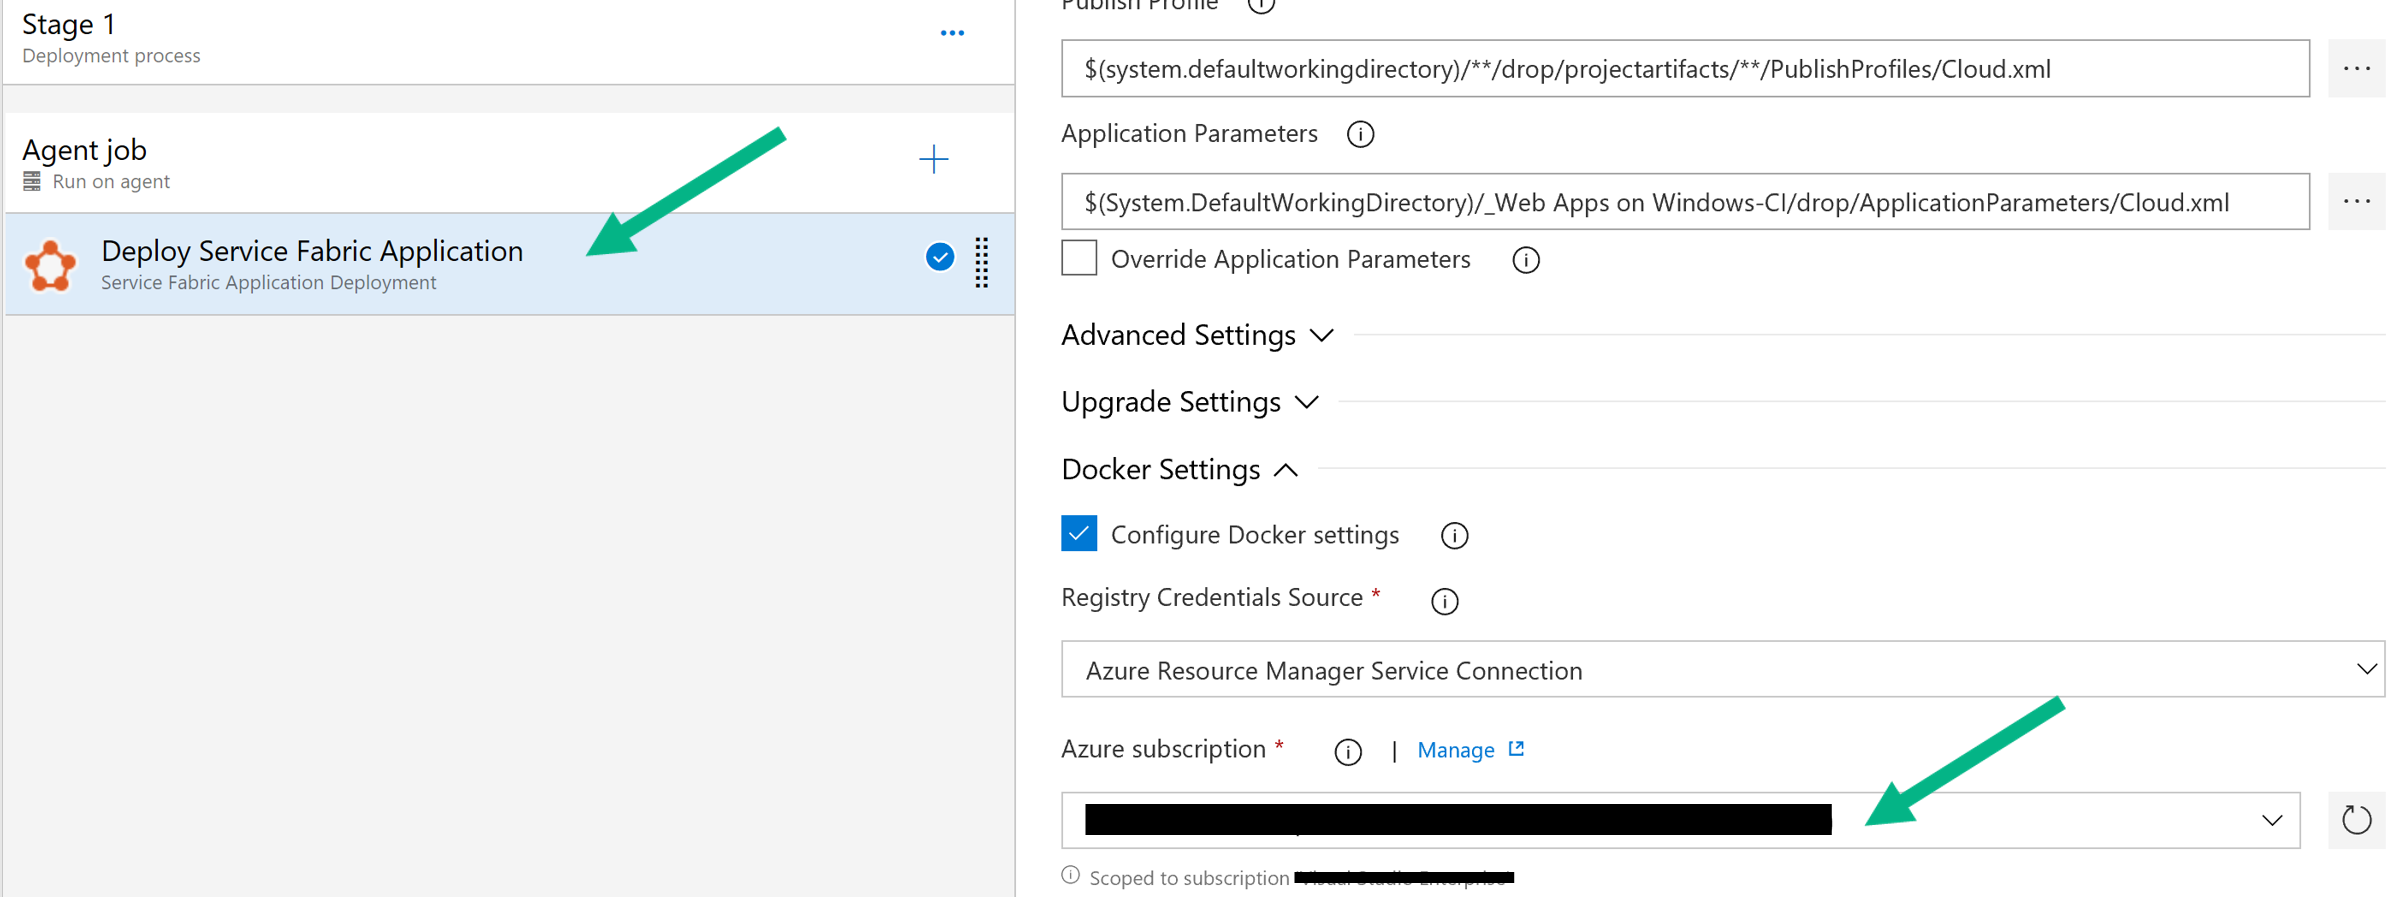 Stage 1
Deployment process
Agent job
Run on agent
Deploy Service Fabric Application
Service Fabric Application Deployment
Publish Profile
$(system.defaultworkingdirectory)/**/drop/projectartifacts/**/PublishProfiles/Cloud.xml
Application Parameters
$(System.DefaultWorkingDirectory)/_Web Apps on Windows-CI/drop/ApplicationParameters/Cloud.xml
Override Application Parameters
Advanced Settings
Upgrade Settings
Docker Settings
Configure Docker settings
Registry Credentials Source *
Azure Resource Manager Service Connection
Azure subscription * | Manage
Scoped to subscription